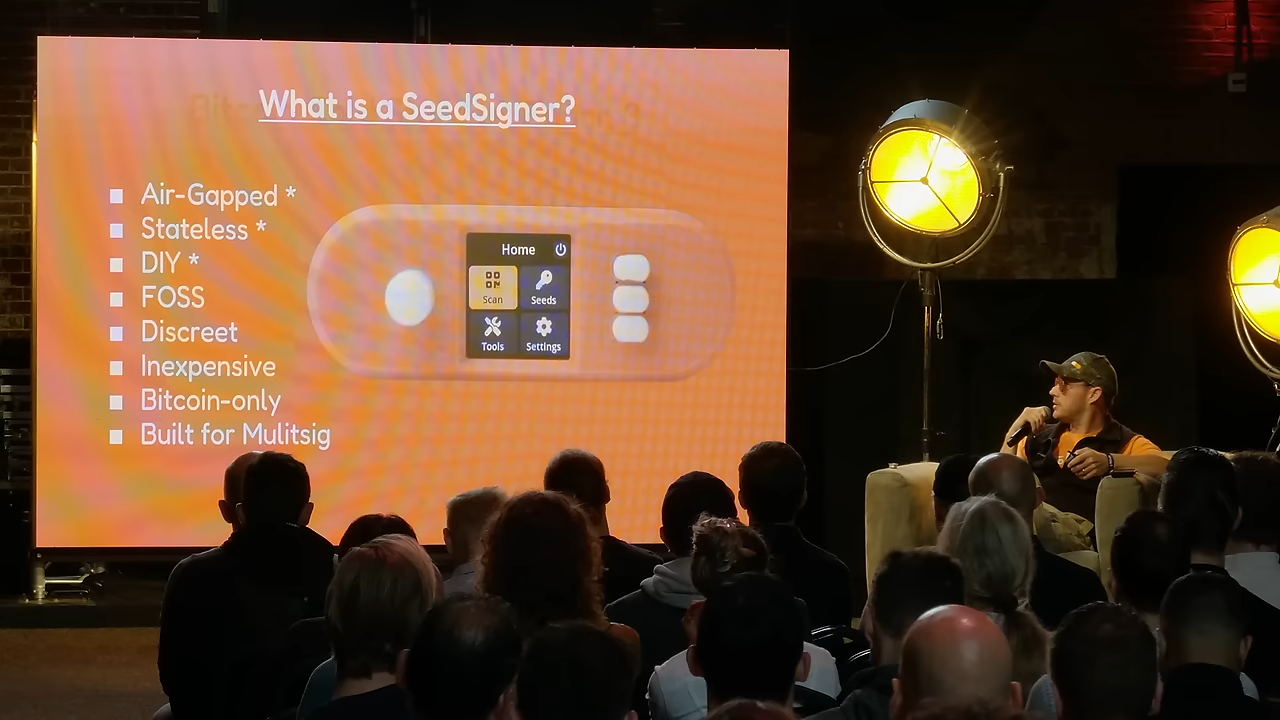 What is a SeedSigner?
■ Air-Gapped *
■ Stateless *
■ DIY *
■ FOSS
■ Discreet
■ Inexpensive
■ Bitcoin-only
■ Built for Mulitsig
Home
Scan
Seeds
Tools
Settings